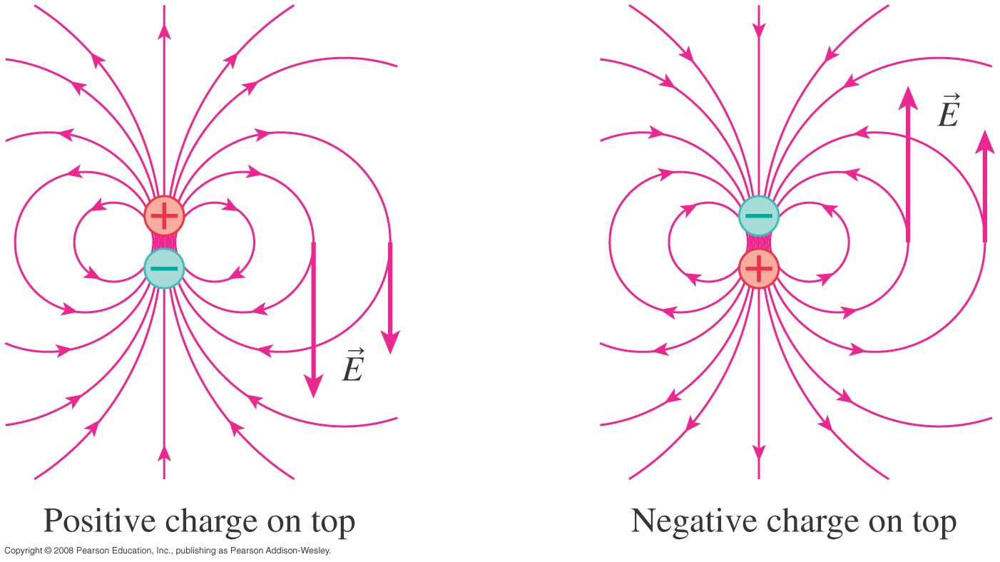 +
−
E⃗
Positive charge on top
−
+
E⃗
Negative charge on top
Copyright © 2008 Pearson Education, Inc., publishing as Pearson Addison-Wesley.